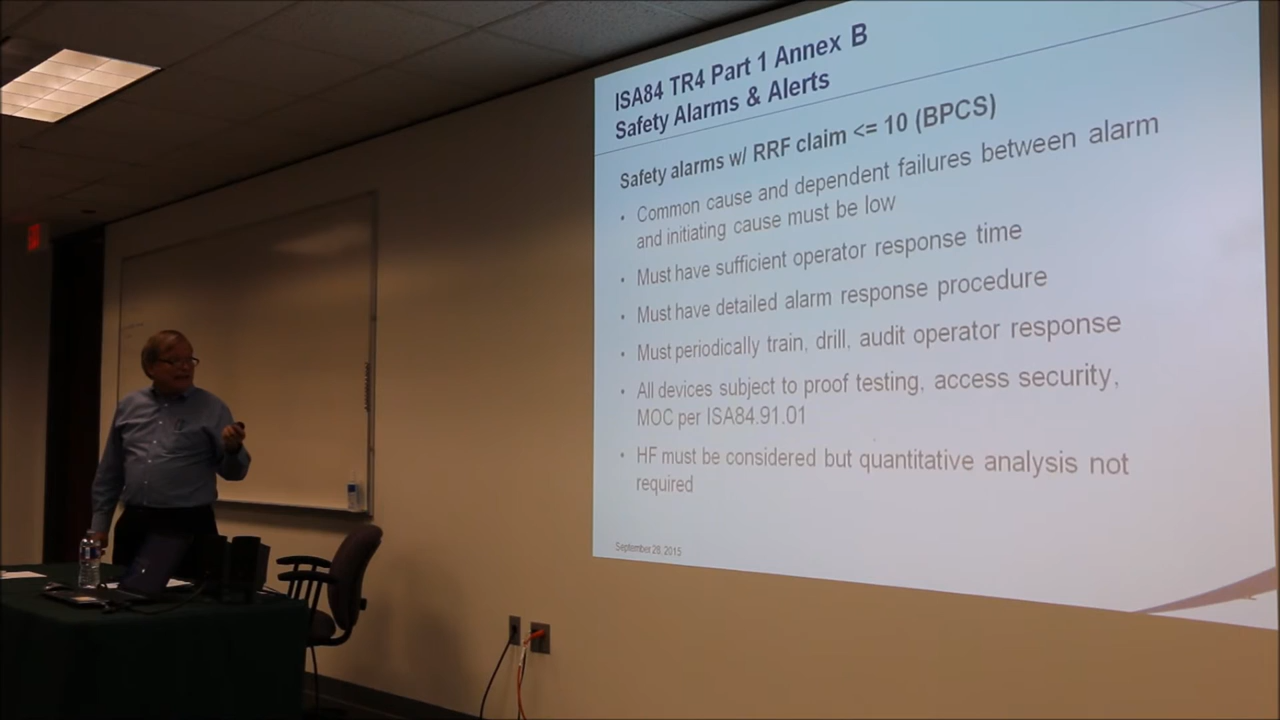 ISA84 TR4 Part 1 Annex B
Safety Alarms & Alerts
Safety alarms w/ RRF claim <= 10 (BPCS)
• Common cause and dependent failures between alarm
and initiating cause must be low
• Must have sufficient operator response time
• Must have detailed alarm response procedure
• Must periodically train, drill, audit operator response
• All devices subject to proof testing, access security,
MOC per ISA84.91.01
• HF must be considered but quantitative analysis not
required
September 28, 2015